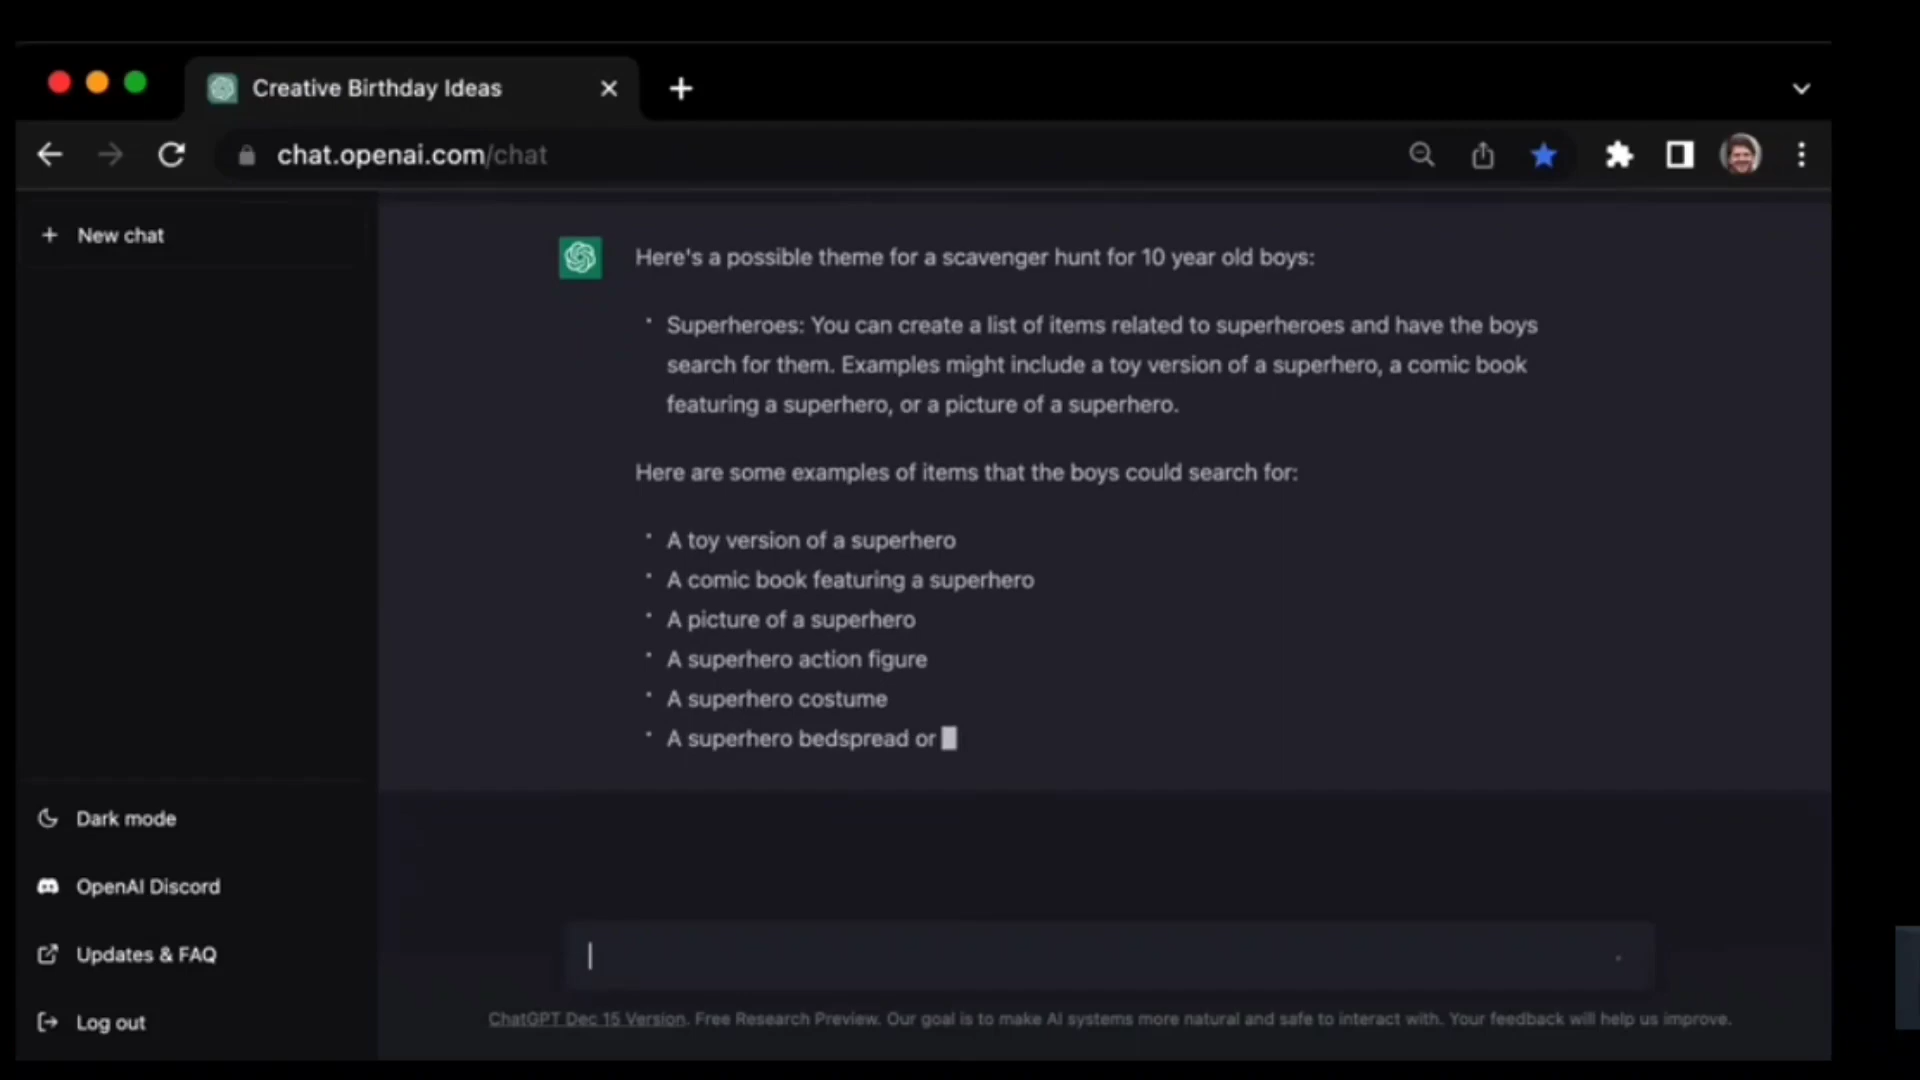 Creative Birthday Ideas
chat.openai.com/chat
+ New chat
Here's a possible theme for a scavenger hunt for 10 year old boys:
· Superheroes: You can create a list of items related to superheroes and have the boys
search for them. Examples might include a toy version of a superhero, a comic book
featuring a superhero, or a picture of a superhero.
Here are some examples of items that the boys could search for:
· A toy version of a superhero
· A comic book featuring a superhero
· A picture of a superhero
· A superhero action figure
· A superhero costume
· A superhero bedspread or
Dark mode
OpenAI Discord
Updates & FAQ
Log out
ChatGPT Dec 15 Version. Free Research Preview. Our goal is to make AI systems more natural and safe to interact with. Your feedback will help us improve.